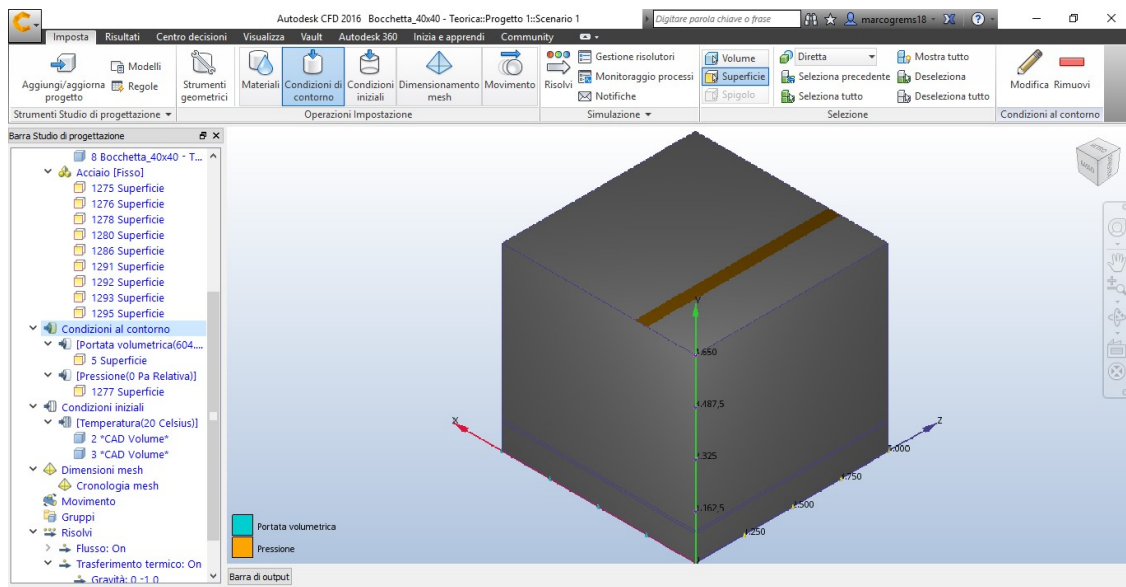 Autodesk CFD 2016 Bocchetta_40x40 - Teorica::Progetto 1::Scenario 1
Digitare parola chiave o frase
marcogrems18
Imposta Risultati Centro decisioni Visualizza Vault Autodesk 360 Inizia e apprendi Community
Aggiungi/aggiorna progetto
Modelli
Regole
Strumenti geometrici
Materiali
Condizioni di contorno
Condizioni iniziali
Dimensionamento mesh
Movimento
Risolvi
Gestione risolutori
Monitoraggio processi
Notifiche
Volume
Superficie
Spigolo
Diretta
Seleziona precedente
Seleziona tutto
Mostra tutto
Deseleziona
Deseleziona tutto
Modifica
Rimuovi
Strumenti Studio di progettazione
Operazioni Impostazione
Simulazione
Selezione
Condizioni al contorno
Barra Studio di progettazione
8 Bocchetta_40x40 - T...
Acciaio [Fisso]
1275 Superficie
1276 Superficie
1278 Superficie
1280 Superficie
1286 Superficie
1291 Superficie
1292 Superficie
1293 Superficie
1295 Superficie
Condizioni al contorno
[Portata volumetrica(604....
5 Superficie
[Pressione(0 Pa Relativa)]
1277 Superficie
Condizioni iniziali
[Temperatura(20 Celsius)]
2 *CAD Volume*
3 *CAD Volume*
Dimensioni mesh
Cronologia mesh
Movimento
Gruppi
Risolvi
Flusso: On
Trasferimento termico: On
Gravità: 0 -1.0
Y
X
Z
Portata volumetrica
Pressione
Barra di output